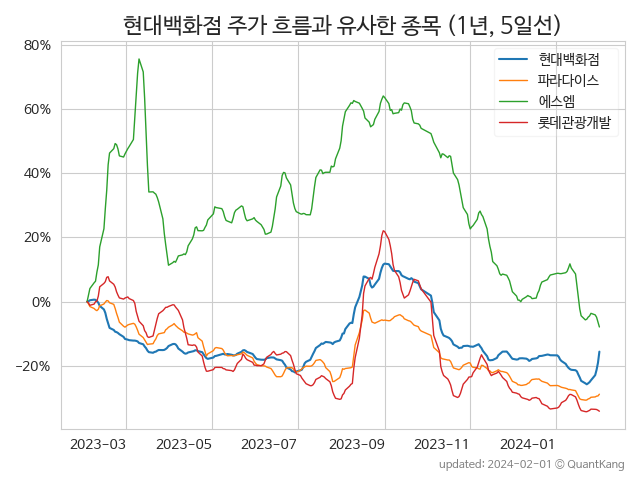 현대백화점 주가 흐름과 유사한 종목 (1년, 5일선)
80%
60%
40%
20%
0%
−20%
현대백화점
파라다이스
에스엠
롯데관광개발
2023−03
2023−05
2023−07
2023−09
2023−11
2024−01
updated: 2024-02-01 © QuantKang